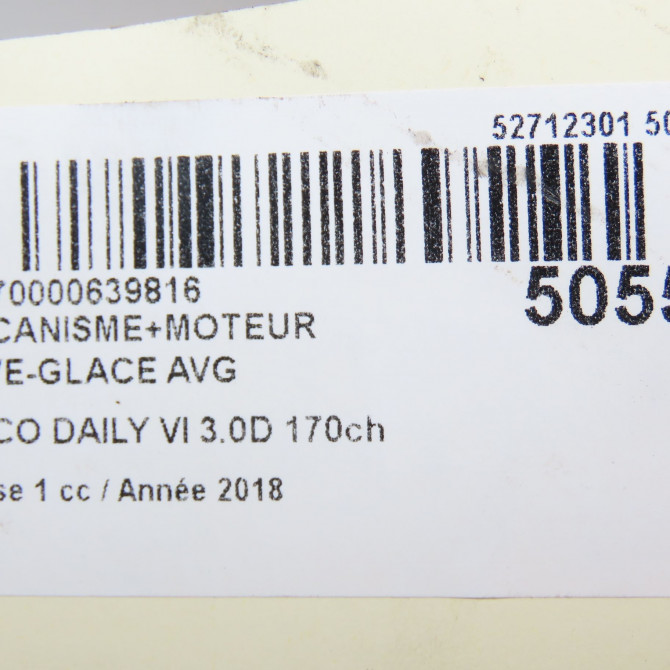 52712301 50
70000639816
5055
CANISME+MOTEUR
VE-GLACE AVG
CO DAILY VI 3.0D 170ch
se 1 cc / Année 2018